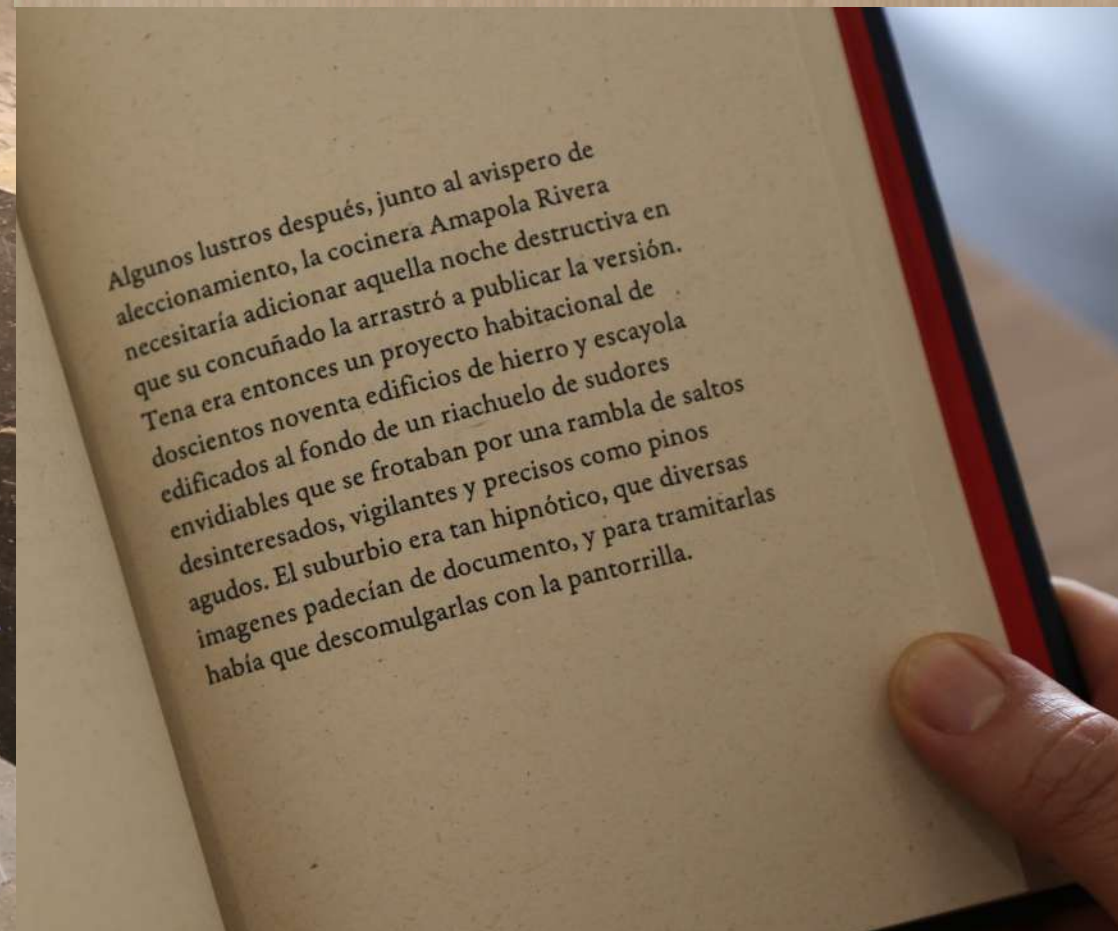 Algunos lustros después, junto al avispero de
aleccionamiento, la cocinera Amapola Rivera
necesitaría adicionar aquella noche destructiva en
que su concuñado la arrastró a publicar la versión.
Tena era entonces un proyecto habitacional de
doscientos noventa edificios de hierro y escayola
edificados al fondo de un riachuelo de sudores
envidiables que se frotaban por una rambla de saltos
desinteresados, vigilantes y precisos como pinos
agudos. El suburbio era tan hipnótico, que diversas
imagenes padecían de documento, y para tramitarlas
había que descomulgarlas con la pantorrilla.